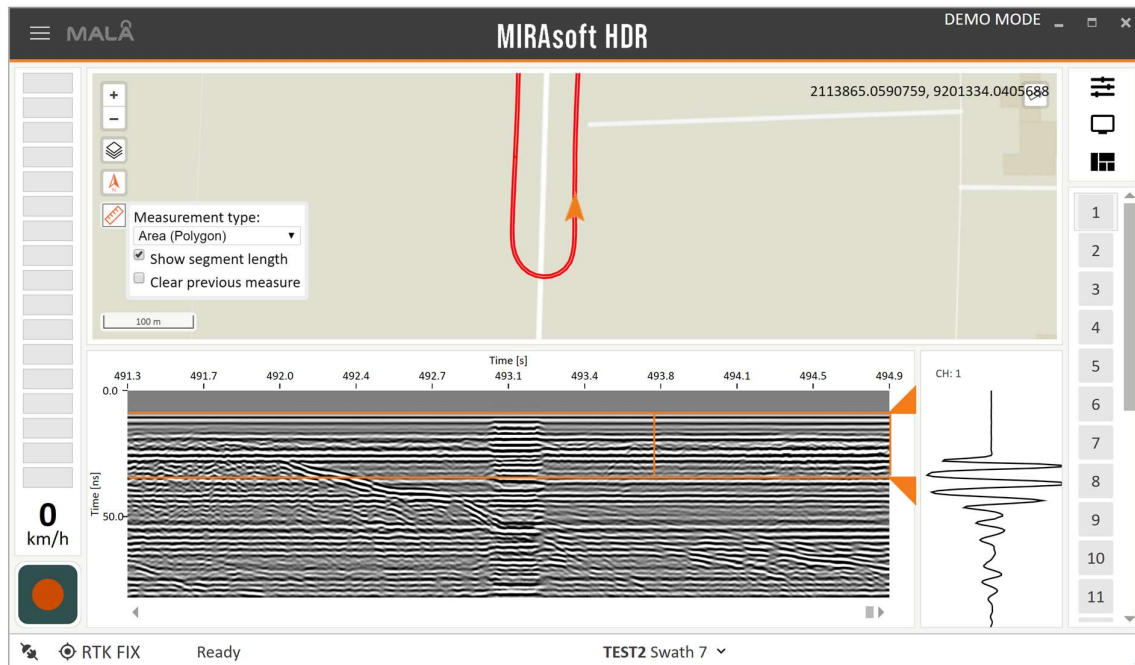 MALÅ
MIRAsoft HDR
DEMO MODE
2113865.0590759, 9201334.0405688
+
−
N
Measurement type:
Area (Polygon)
Show segment length
Clear previous measure
100 m
1
2
3
4
5
6
7
8
9
10
11
0
km/h
Time [s]
491.3 491.7 492.0 492.4 492.7 493.1 493.4 493.8 494.1 494.5 494.9
0.0
Time [ns]
50.0
CH: 1
RTK FIX Ready TEST2 Swath 7